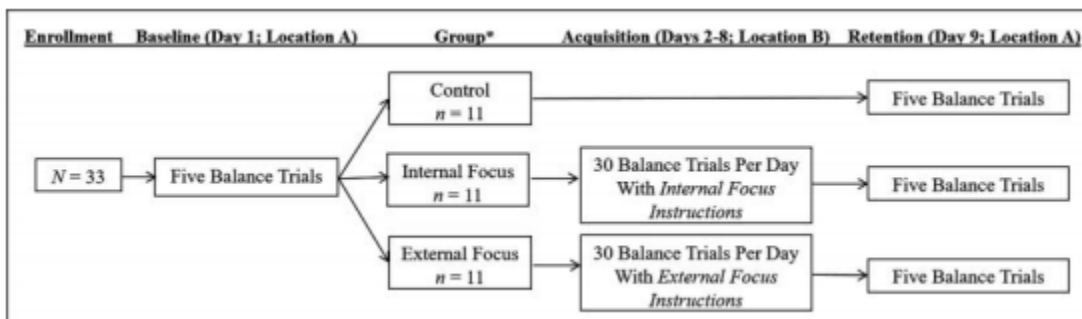 Enrollment Baseline (Day 1; Location A) Group* Acquisition (Days 2-8; Location B) Retention (Day 9; Location A)
Control
n = 11
Five Balance Trials
N = 33
Five Balance Trials
Internal Focus
n = 11
30 Balance Trials Per Day
With Internal Focus
Instructions
Five Balance Trials
External Focus
n = 11
30 Balance Trials Per Day
With External Focus
Instructions
Five Balance Trials